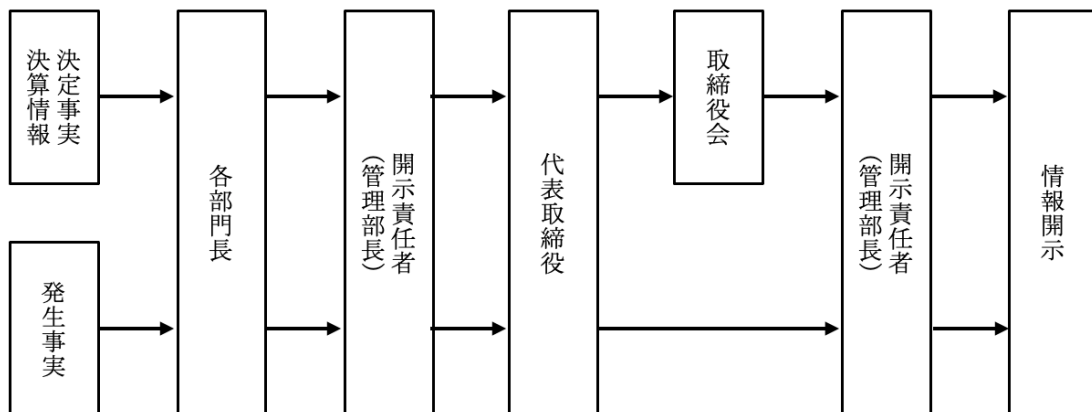 決定事実
決算情報
発生事実
各部門長
開示責任者
(管理部長)
代表取締役
取締役会
開示責任者
(管理部長)
情報開示